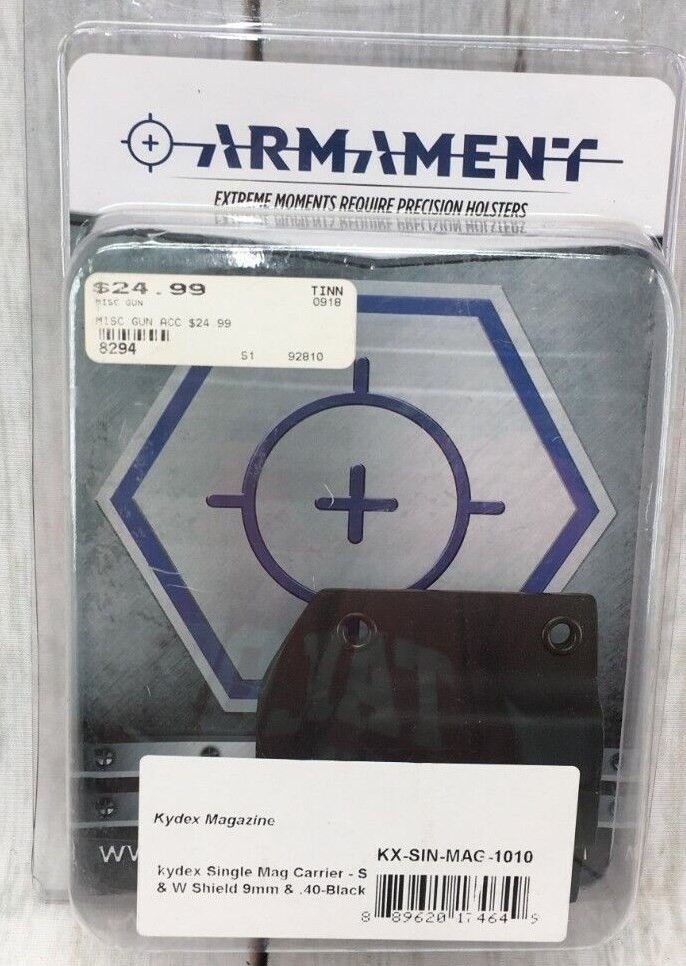 ARMAMENT
EXTREME MOMENTS REQUIRE PRECISION HOLSTERS
$24.99 TINN
MISC GUN 0918
MISC GUN ACC $24.99
8294 S1 92810
Kydex Magazine
KX-SIN-MAG-1010
kydex Single Mag Carrier - S
& W Shield 9mm & .40-Black
8 89620 17464 5